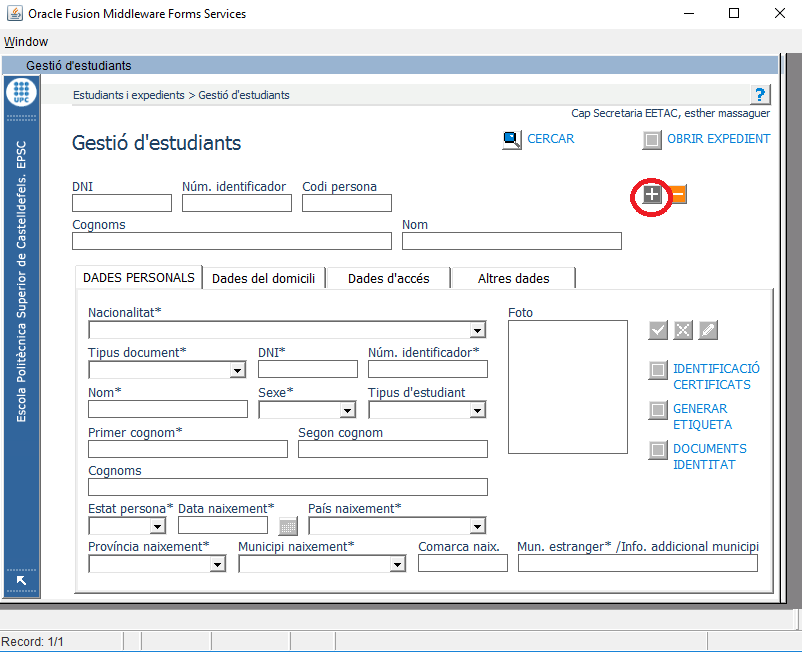 Oracle Fusion Middleware Forms Services
Window
Gestió d'estudiants
UPC
Escola Politècnica Superior de Castelldefels. EPSC
Estudiants i expedients > Gestió d'estudiants
?
Cap Secretaria EETAC, esther massaguer
Gestió d'estudiants
CERCAR
OBRIR EXPEDIENT
DNI Núm. identificador Codi persona
Cognoms Nom
DADES PERSONALS Dades del domicili Dades d'accés Altres dades
Nacionalitat* Foto
Tipus document* DNI* Núm. identificador*
IDENTIFICACIÓ
CERTIFICATS
Nom* Sexe* Tipus d'estudiant
GENERAR
ETIQUETA
Primer cognom* Segon cognom
DOCUMENTS
IDENTITAT
Cognoms
Estat persona* Data naixement* País naixement*
Província naixement* Municipi naixement* Comarca naix. Mun. estranger* /Info. addicional municipi
Record: 1/1